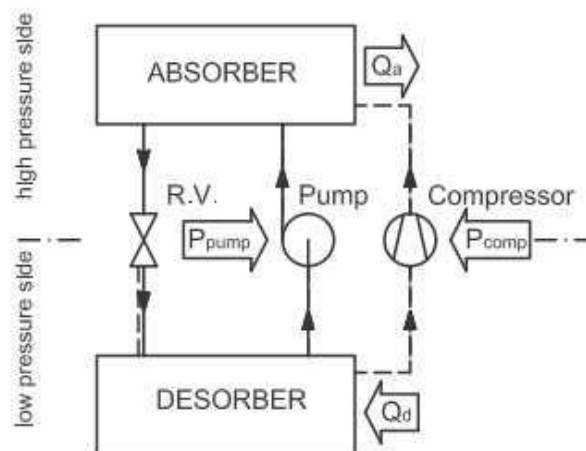 high pressure side
low pressure side
ABSORBER
Qa
R.V.
Pump
Compressor
Ppump
Pcomp
DESORBER
Qd